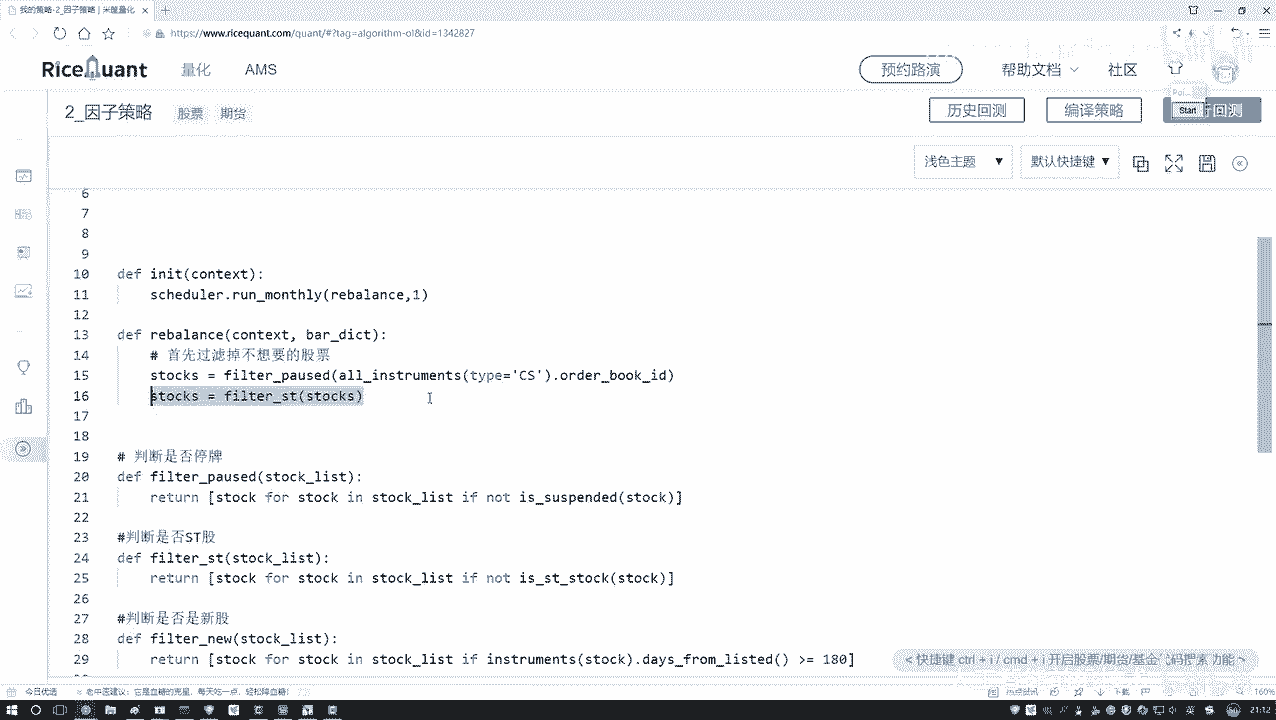 我的策略-2_因子策略 | 米筐量化
https://www.ricequant.com/quant/#?tag=algorithm-ol&id=1342827
RiceQuant 量化 AMS 预约路演 帮助文档 社区
2_因子策略 股票 期货 历史回测 编译策略 回测
Start
浅色主题 ▼ 默认快捷键 ▼
6
7
8
9
10 def init(context):
11 scheduler.run_monthly(rebalance,1)
12
13 def rebalance(context, bar_dict):
14 # 首先过滤掉不想要的股票
15 stocks = filter_paused(all_instruments(type='CS').order_book_id)
16 stocks = filter_st(stocks)
17
18
19 # 判断是否停牌
20 def filter_paused(stock_list):
21 return [stock for stock in stock_list if not is_suspended(stock)]
22
23 #判断是否ST股
24 def filter_st(stock_list):
25 return [stock for stock in stock_list if not is_st_stock(stock)]
26
27 #判断是否是新股
28 def filter_new(stock_list):
29 return [stock for stock in stock_list if instruments(stock).days_from_listed() >= 180]
快捷键 ctrl + i / cmd + i 开启股票/期货/基金
今日优选 下载 160%
21:12